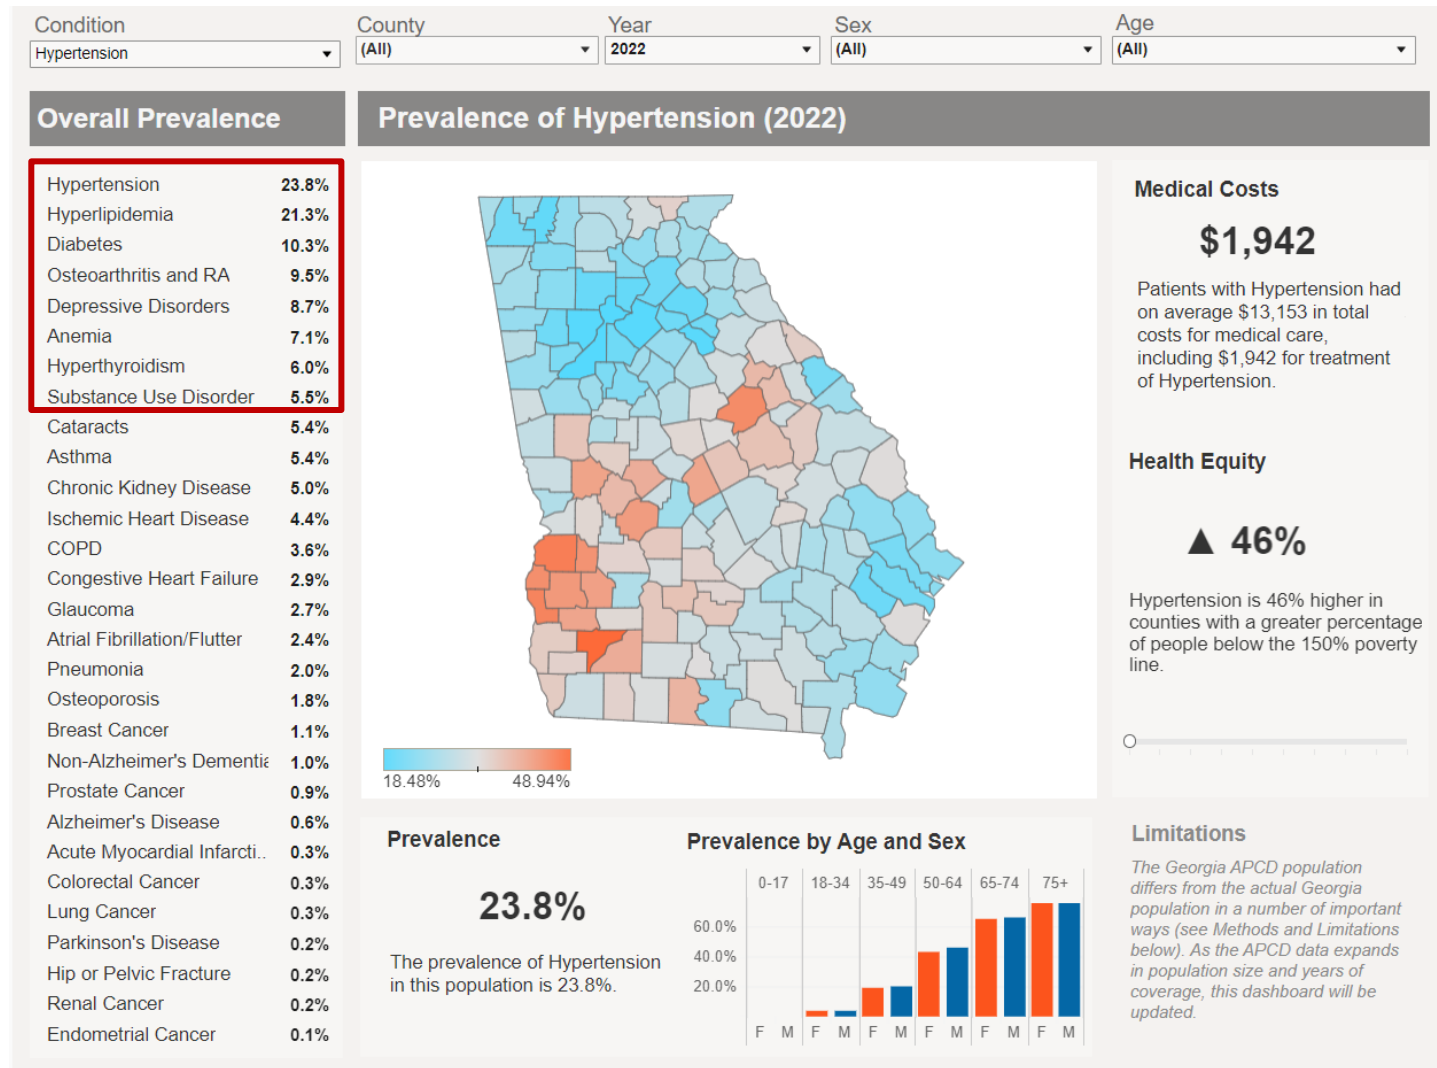 Condition
County
Year
Sex
Age
Hypertension
(All)
2022
(All)
(All)
Overall Prevalence
Prevalence of Hypertension (2022)
Hypertension 23.8%
Hyperlipidemia 21.3%
Diabetes 10.3%
Osteoarthritis and RA 9.5%
Depressive Disorders 8.7%
Anemia 7.1%
Hyperthyroidism 6.0%
Substance Use Disorder 5.5%
Cataracts 5.4%
Asthma 5.4%
Chronic Kidney Disease 5.0%
Ischemic Heart Disease 4.4%
COPD 3.6%
Congestive Heart Failure 2.9%
Glaucoma 2.7%
Atrial Fibrillation/Flutter 2.4%
Pneumonia 2.0%
Osteoporosis 1.8%
Breast Cancer 1.1%
Non-Alzheimer's Dementia 1.0%
Prostate Cancer 0.9%
Alzheimer's Disease 0.6%
Acute Myocardial Infarcti.. 0.3%
Colorectal Cancer 0.3%
Lung Cancer 0.3%
Parkinson's Disease 0.2%
Hip or Pelvic Fracture 0.2%
Renal Cancer 0.2%
Endometrial Cancer 0.1%
18.48% 48.94%
Medical Costs
$1,942
Patients with Hypertension had
on average $13,153 in total
costs for medical care,
including $1,942 for treatment
of Hypertension.
Health Equity
▲ 46%
Hypertension is 46% higher in
counties with a greater percentage
of people below the 150% poverty
line.
Prevalence
23.8%
The prevalence of Hypertension
in this population is 23.8%.
Prevalence by Age and Sex
0-17 18-34 35-49 50-64 65-74 75+
60.0%
40.0%
20.0%
F M F M F M F M F M F M
Limitations
The Georgia APCD population
differs from the actual Georgia
population in a number of important
ways (see Methods and Limitations
below). As the APCD data expands
in population size and years of
coverage, this dashboard will be
updated.